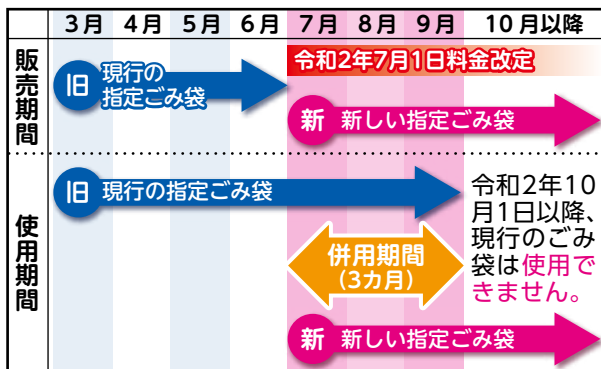 3月 4月 5月 6月 7月 8月 9月 10月以降
販売期間
旧 現行の
指定ごみ袋
令和2年7月1日料金改定
新 新しい指定ごみ袋
使用期間
旧 現行の指定ごみ袋
併用期間
(3カ月)
令和2年10
月1日以降、
現行のごみ
袋は使用で
きません。
新 新しい指定ごみ袋